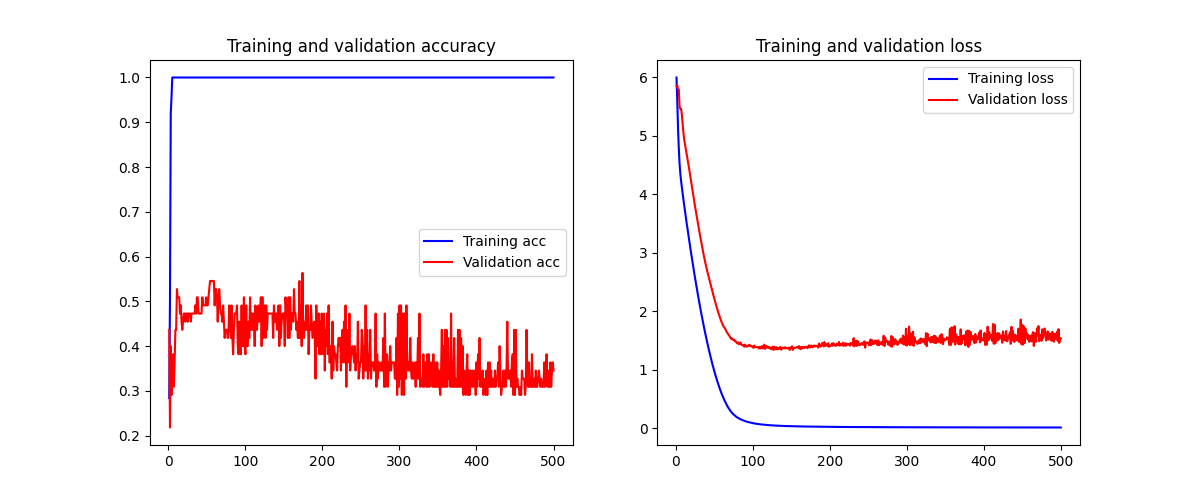 Training and validation accuracy
1.0
0.9
0.8
0.7
0.6
0.5
0.4
0.3
0.2
0 100 200 300 400 500
Training acc
Validation acc
Training and validation loss
6
5
4
3
2
1
0
0 100 200 300 400 500
Training loss
Validation loss